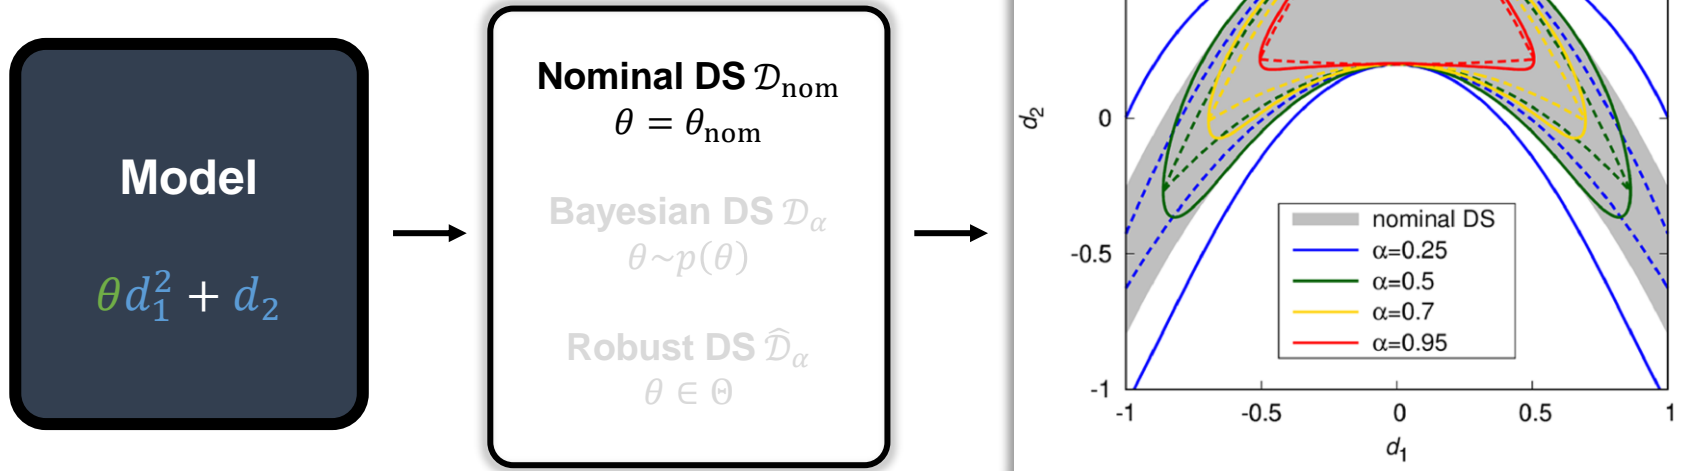 Model
θd₁² + d₂
Nominal DS 𝒟nom
θ = θnom
Bayesian DS 𝒟α
θ~p(θ)
Robust DS 𝒟̂α
θ ∈ Θ
d₂
0
-0.5
-1
nominal DS
α=0.25
α=0.5
α=0.7
α=0.95
-1 -0.5 0 0.5 1
d₁